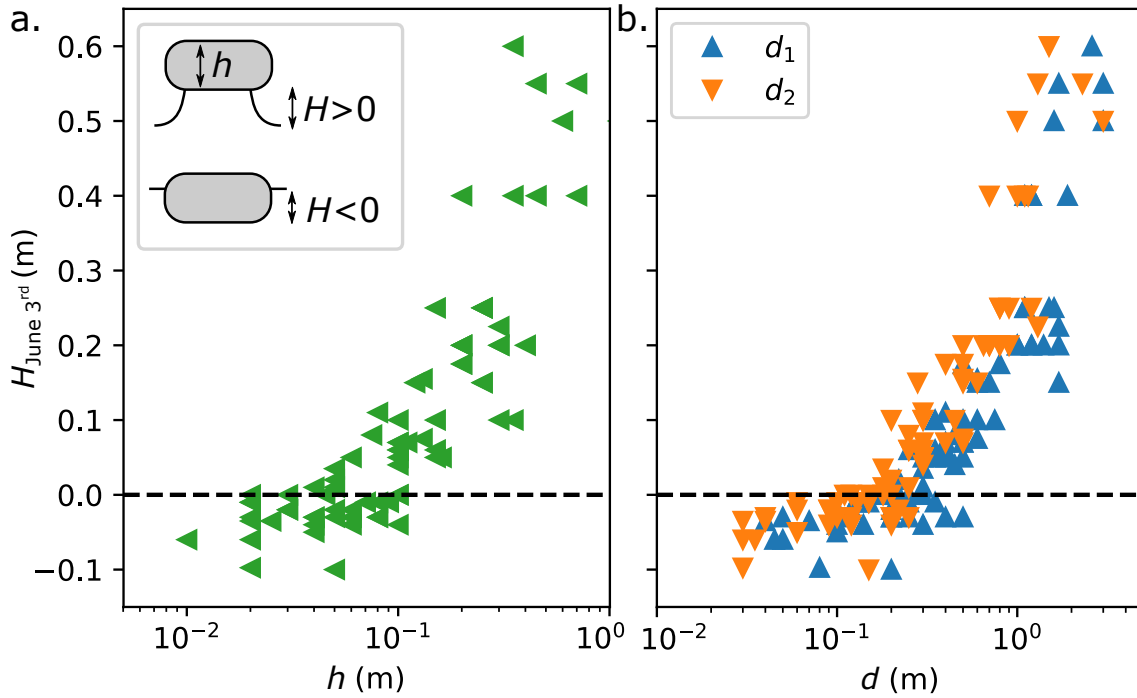 a.
b.
h
H>0
H<0
d₁
d₂
0.6
0.5
0.4
0.3
0.2
0.1
0.0
−0.1
H_June 3ʳᵈ (m)
10⁻² 10⁻¹ 10⁰
h (m)
10⁻² 10⁻¹ 10⁰
d (m)